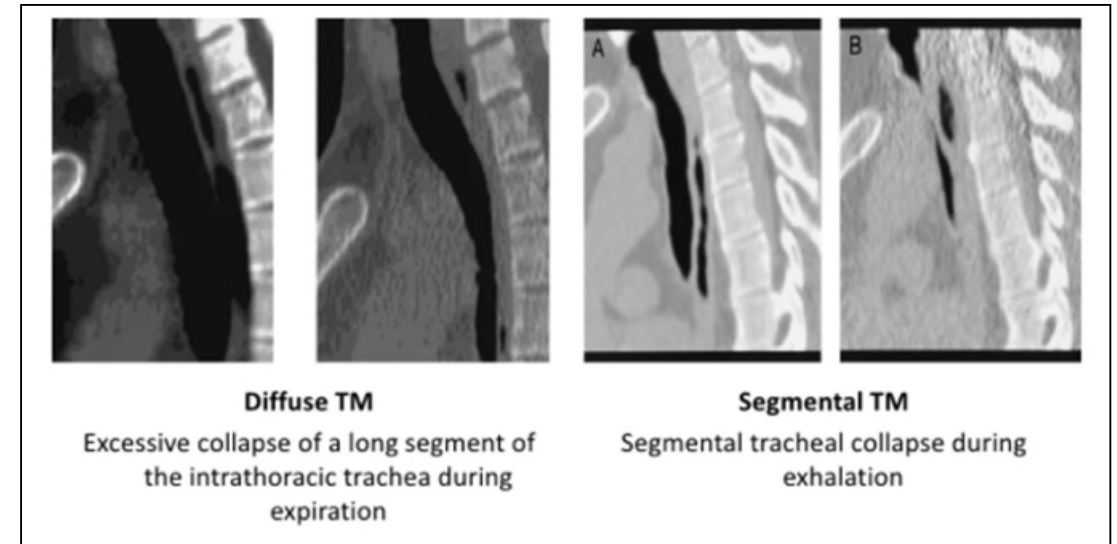 A
B
Diffuse TM
Excessive collapse of a long segment of
the intrathoracic trachea during
expiration
Segmental TM
Segmental tracheal collapse during
exhalation